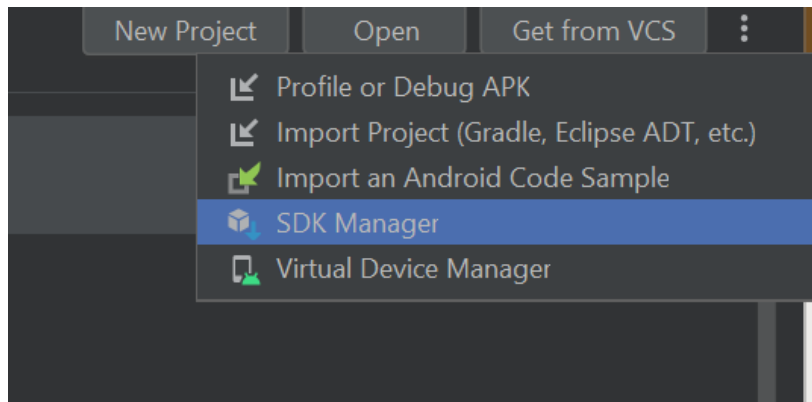 New Project Open Get from VCS
Profile or Debug APK
Import Project (Gradle, Eclipse ADT, etc.)
Import an Android Code Sample
SDK Manager
Virtual Device Manager